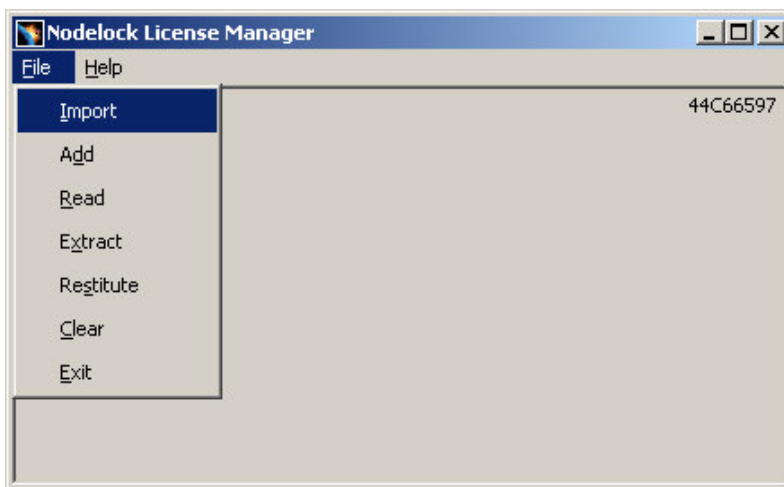 Nodelock License Manager
File Help
Import
44C66597
Add
Read
Extract
Restitute
Clear
Exit